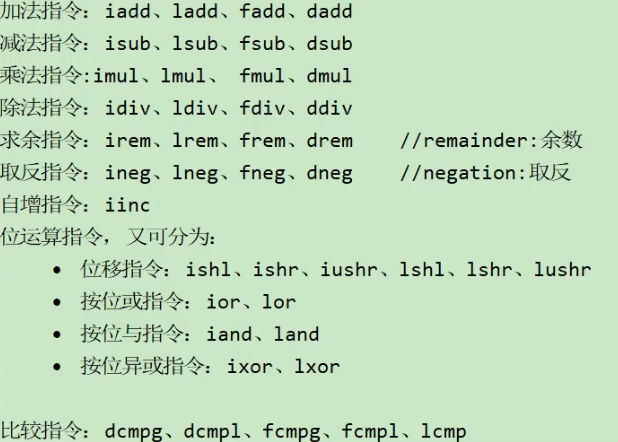 加法指令：iadd、ladd、fadd、dadd
减法指令：isub、lsub、fsub、dsub
乘法指令:imul、lmul、 fmul、dmul
除法指令：idiv、ldiv、fdiv、ddiv
求余指令：irem、lrem、frem、drem //remainder:余数
取反指令：ineg、lneg、fneg、dneg //negation:取反
自增指令：iinc
位运算指令，又可分为：
• 位移指令：ishl、ishr、iushr、lshl、lshr、lushr
• 按位或指令：ior、lor
• 按位与指令：iand、land
• 按位异或指令：ixor、lxor
比较指令：dcmpg、dcmpl、fcmpg、fcmpl、lcmp